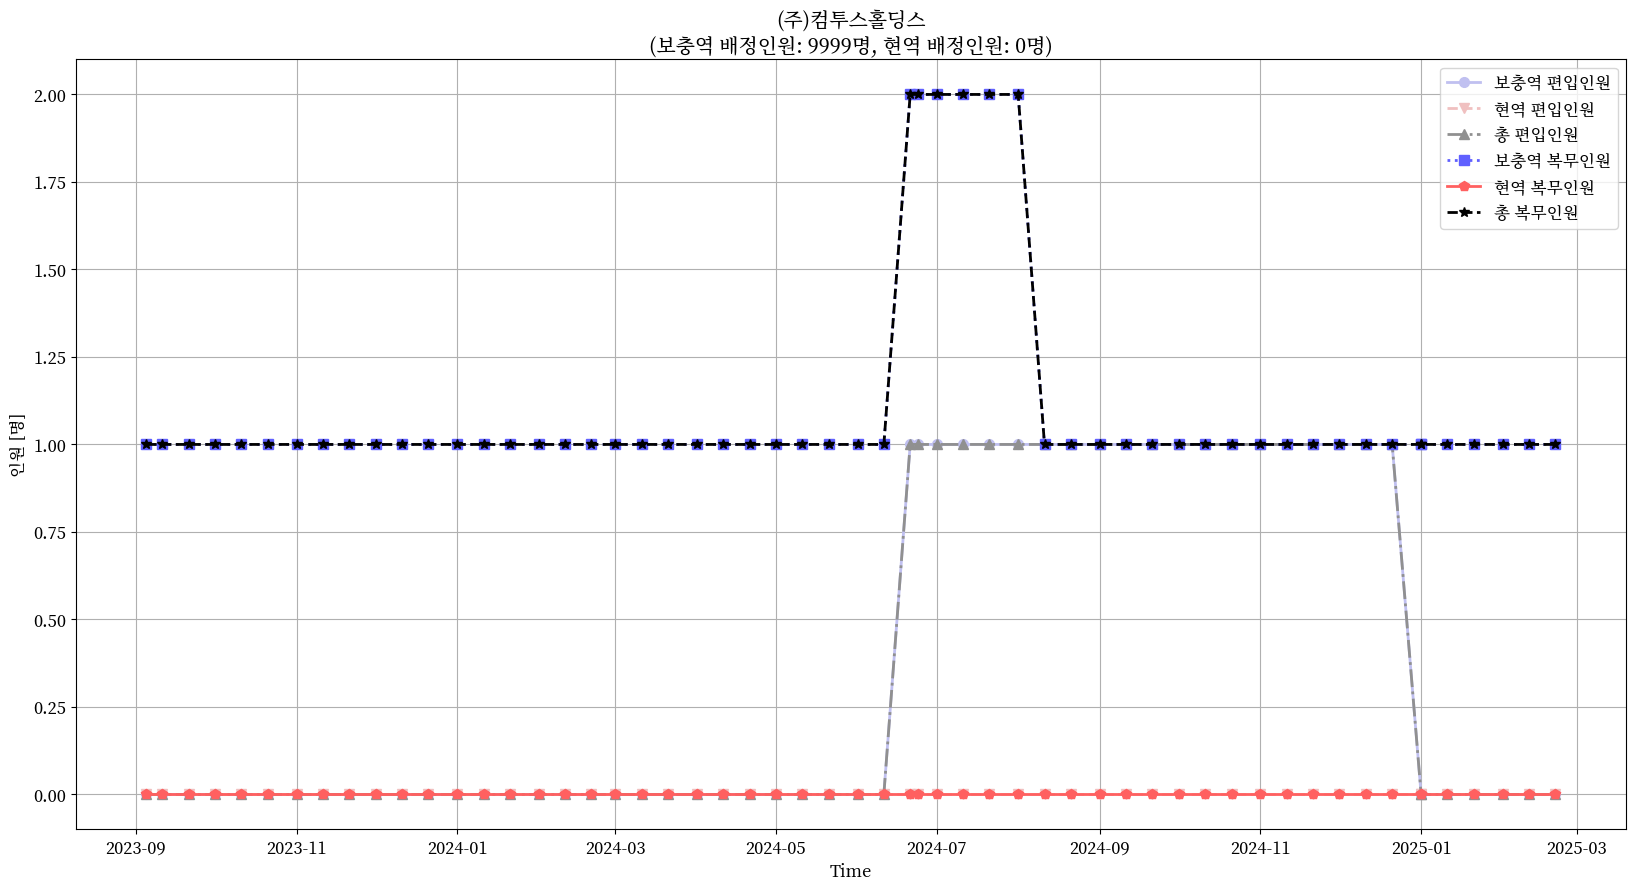 (주)컴투스홀딩스
(보충역 배정인원: 9999명, 현역 배정인원: 0명)
보충역 편입인원
현역 편입인원
총 편입인원
보충역 복무인원
현역 복무인원
총 복무인원
인원 [명]
2.00
1.75
1.50
1.25
1.00
0.75
0.50
0.25
0.00
2023-09
2023-11
2024-01
2024-03
2024-05
2024-07
2024-09
2024-11
2025-01
2025-03
Time